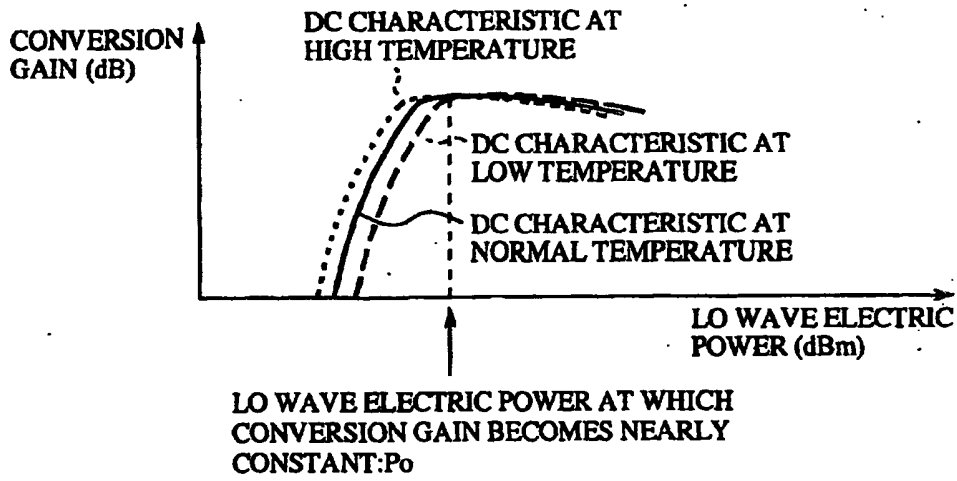 DC CHARACTERISTIC AT
HIGH TEMPERATURE
CONVERSION
GAIN (dB)
DC CHARACTERISTIC AT
LOW TEMPERATURE
DC CHARACTERISTIC AT
NORMAL TEMPERATURE
LO WAVE ELECTRIC
POWER (dBm)
LO WAVE ELECTRIC POWER AT WHICH
CONVERSION GAIN BECOMES NEARLY
CONSTANT:Po